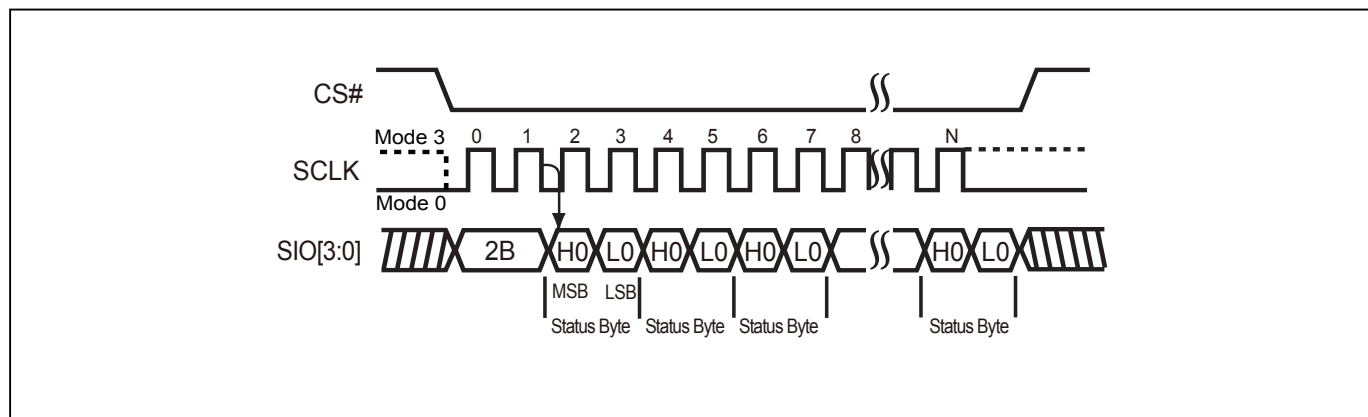 CS#
Mode 3 0 1 2 3 4 5 6 7 8 N
SCLK
Mode 0
SIO[3:0] 2B H0 L0 H0 L0 H0 L0 H0 L0
MSB LSB
Status Byte Status Byte Status Byte Status Byte